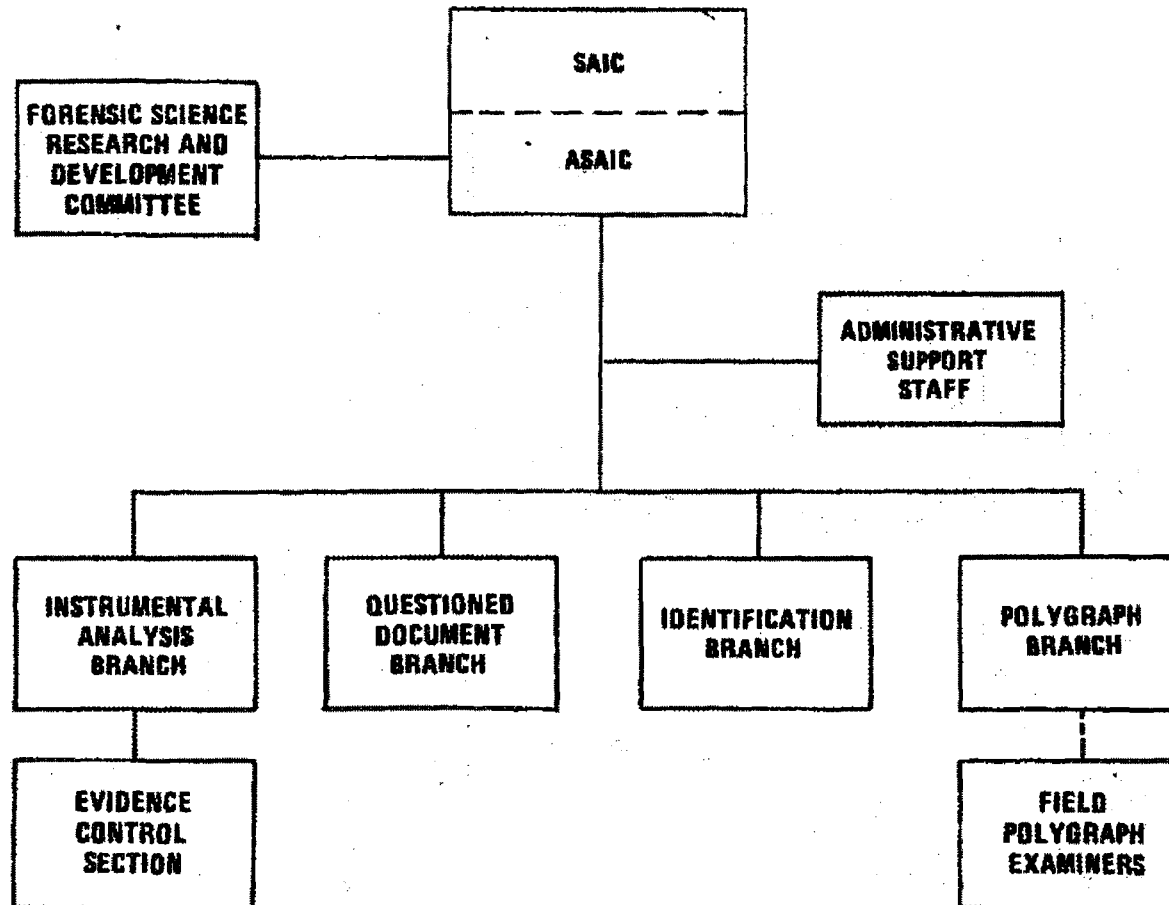 SAIC
ASAIC
FORENSIC SCIENCE
RESEARCH AND
DEVELOPMENT
COMMITTEE
ADMINISTRATIVE
SUPPORT
STAFF
INSTRUMENTAL
ANALYSIS
BRANCH
QUESTIONED
DOCUMENT
BRANCH
IDENTIFICATION
BRANCH
POLYGRAPH
BRANCH
EVIDENCE
CONTROL
SECTION
FIELD
POLYGRAPH
EXAMINERS